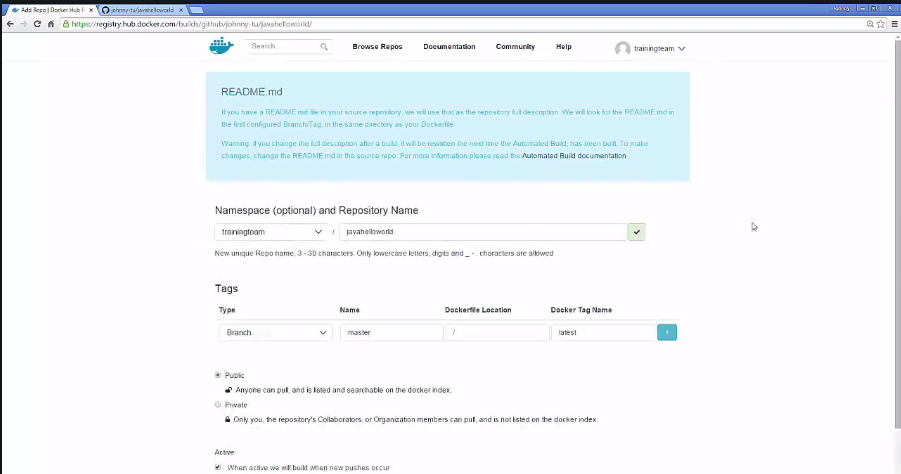 Add Repo | Docker Hub F
johnny-tu/javahelloworld
https://registry.hub.docker.com/builds/github/johnny-tu/javahelloworld/
Search...
Browse Repos
Documentation
Community
Help
trainingteam
README.md
If you have a README.md file in your source repository, we will use that as the repository full description. We will look for the README.md in
the first configured Branch/Tag, in the same directory as your Dockerfile.
Warning: if you change the full description after a build, it will be rewritten the next time the Automated Build, has been built. To make
changes, change the README.md in the source repo. For more information please read the Automated Build documentation
Namespace (optional) and Repository Name
trainingteam / javahelloworld
New unique Repo name, 3 - 30 characters. Only lowercase letters, digits and _ - . characters are allowed
Tags
Type Name Dockerfile Location Docker Tag Name
Branch master / latest
Public
Anyone can pull, and is listed and searchable on the docker index.
Private
Only you, the repository's Collaborators, or Organization members can pull, and is not listed on the docker index.
Active:
When active we will build when new pushes occur